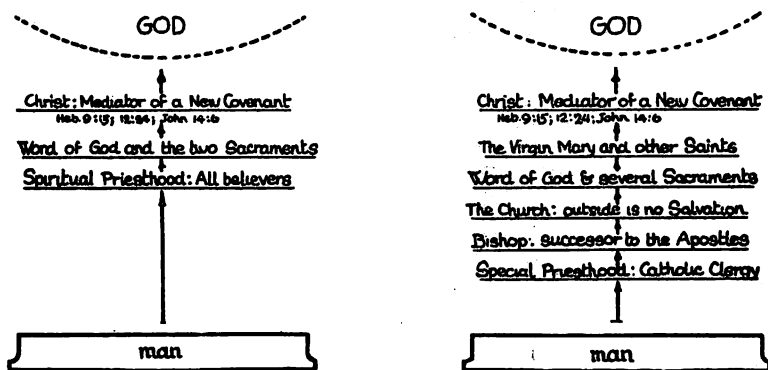 GOD
Christ: Mediator of a New Covenant
Heb. 9:15; 12:24; John 14:6
Word of God and the two Sacraments
Spiritual Priesthood: All believers
man
GOD
Christ: Mediator of a New Covenant
Heb. 9:15; 12:24; John 14:6
The Virgin Mary and other Saints
Word of God & several Sacraments
The Church: outside is no Salvation
Bishop: successor to the Apostles
Special Priesthood: Catholic Clergy
man